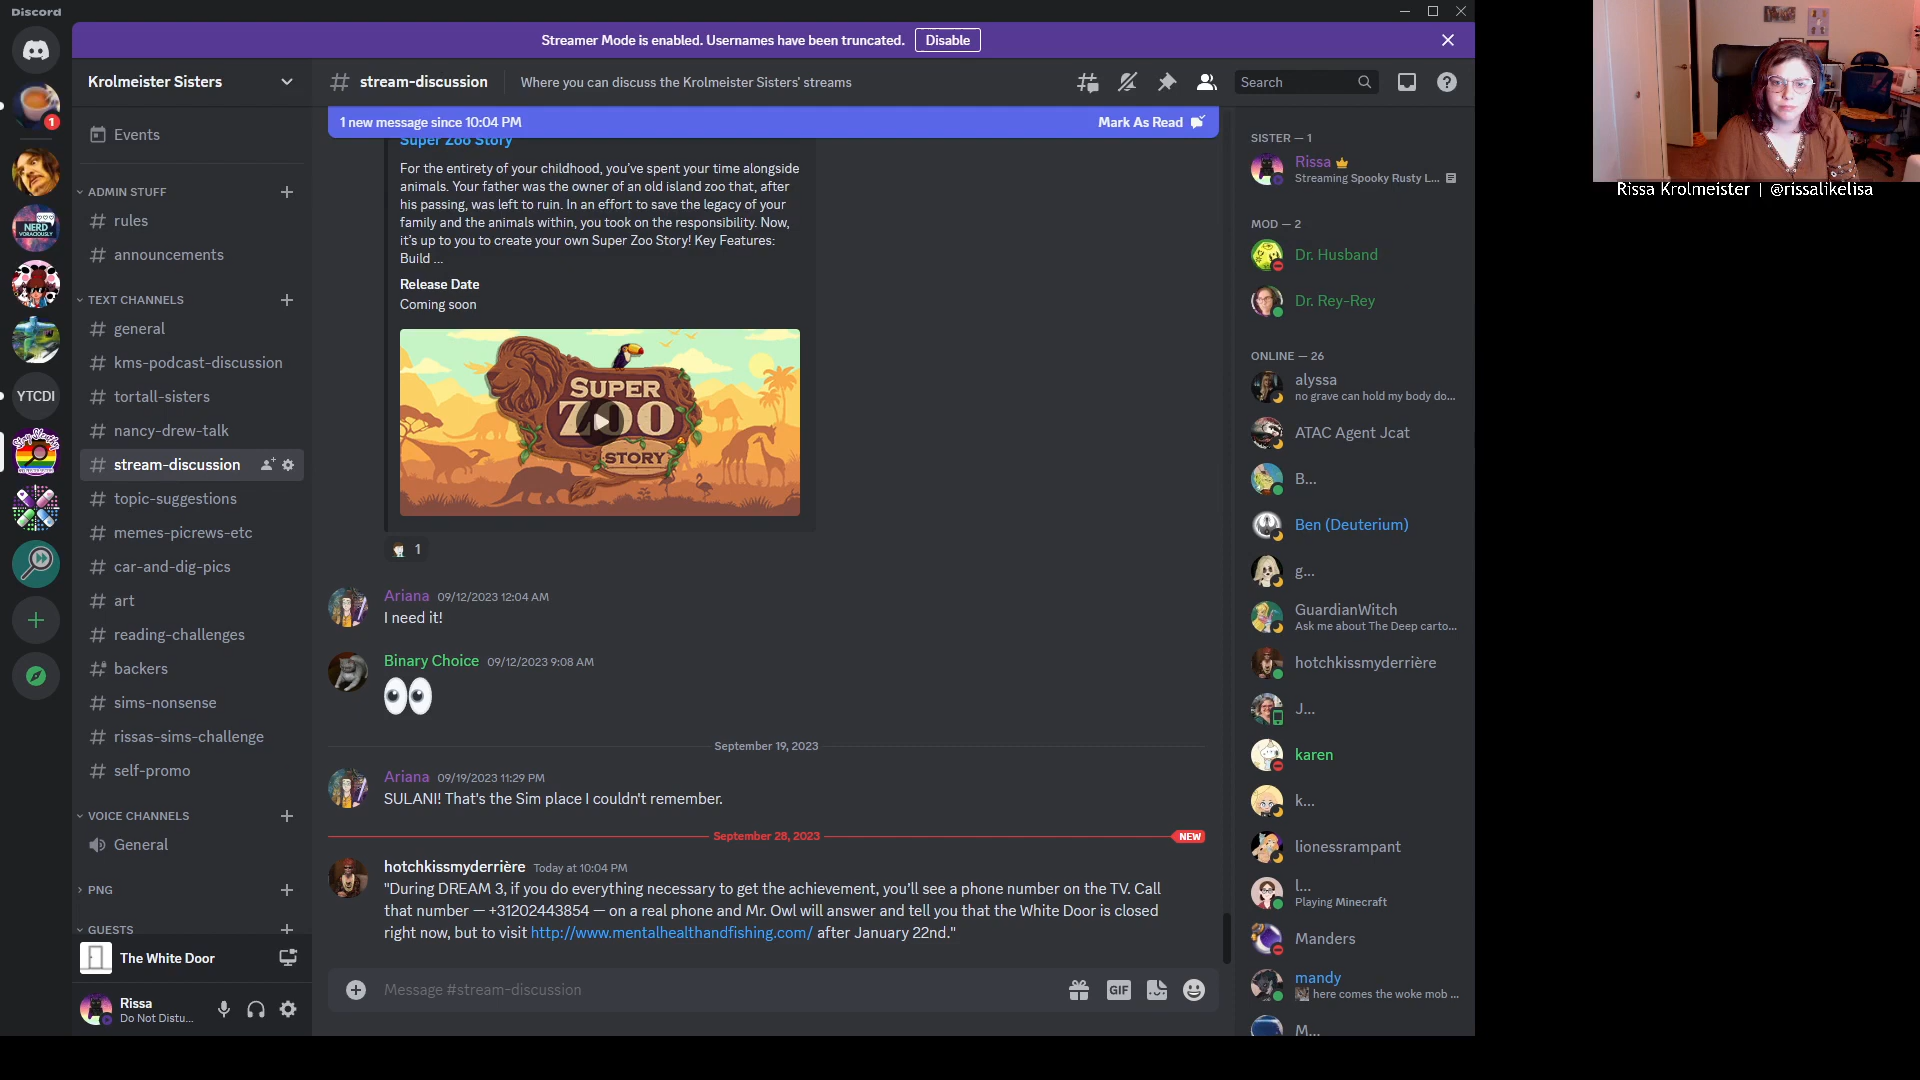 Discord
Streamer Mode is enabled. Usernames have been truncated.
Disable
Krolmeister Sisters
stream-discussion
Where you can discuss the Krolmeister Sisters' streams
Search
1
NERD
VORACIOUSLY
YTCDI
Events
ADMIN STUFF
rules
announcements
TEXT CHANNELS
general
kms-podcast-discussion
tortall-sisters
nancy-drew-talk
stream-discussion
topic-suggestions
memes-picrews-etc
car-and-dig-pics
art
reading-challenges
backers
sims-nonsense
rissas-sims-challenge
self-promo
VOICE CHANNELS
General
PNG
GUESTS
The White Door
Rissa
Do Not Distu...
1 new message since 10:04 PM
Mark As Read
Super Zoo Story
For the entirety of your childhood, you've spent your time alongside
animals. Your father was the owner of an old island zoo that, after
his passing, was left to ruin. In an effort to save the legacy of your
family and the animals within, you took on the responsibility. Now,
it's up to you to create your own Super Zoo Story! Key Features:
Build ...
Release Date
Coming soon
SUPER
ZOO
STORY
1
Ariana 09/12/2023 12:04 AM
I need it!
Binary Choice 09/12/2023 9:08 AM
September 19, 2023
Ariana 09/19/2023 11:29 PM
SULANI! That's the Sim place I couldn't remember.
September 28, 2023
NEW
hotchkissmyderrière Today at 10:04 PM
"During DREAM 3, if you do everything necessary to get the achievement, you'll see a phone number on the TV. Call
that number — +31202443854 — on a real phone and Mr. Owl will answer and tell you that the White Door is closed
right now, but to visit http://www.mentalhealthandfishing.com/ after January 22nd."
Message #stream-discussion
GIF
SISTER — 1
Rissa
Streaming Spooky Rusty L...
MOD — 2
Dr. Husband
Dr. Rey-Rey
ONLINE — 26
alyssa
no grave can hold my body do...
ATAC Agent Jcat
B...
Ben (Deuterium)
g...
GuardianWitch
Ask me about The Deep carto...
hotchkissmyderrière
J...
karen
k...
lionessrampant
l...
Playing Minecraft
Manders
mandy
here comes the woke mob ...
M...
Rissa Krolmeister | @rissalikelisa